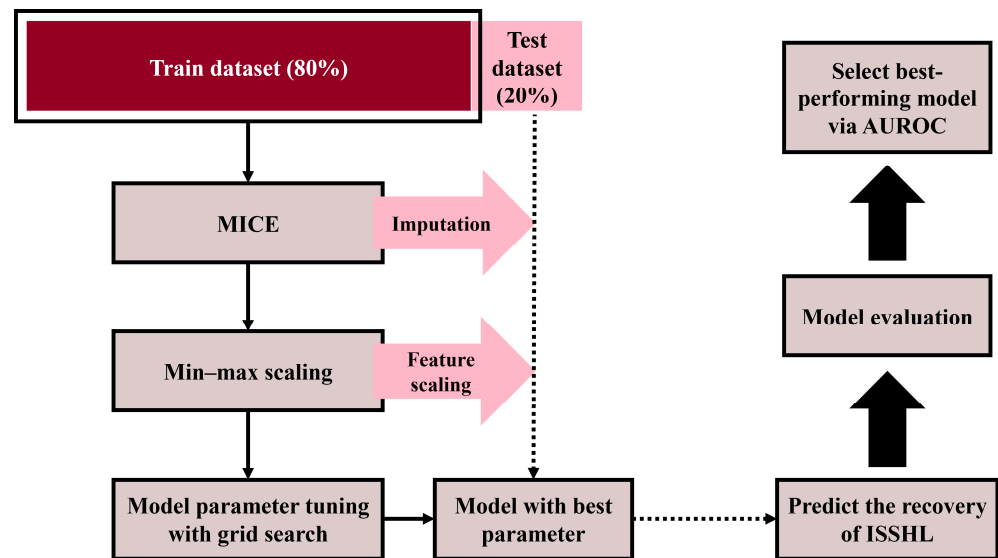 Train dataset (80%)
Test
dataset
(20%)
MICE
Imputation
Min–max scaling
Feature
scaling
Model parameter tuning
with grid search
Model with best
parameter
Predict the recovery
of ISSHL
Model evaluation
Select best-
performing model
via AUROC